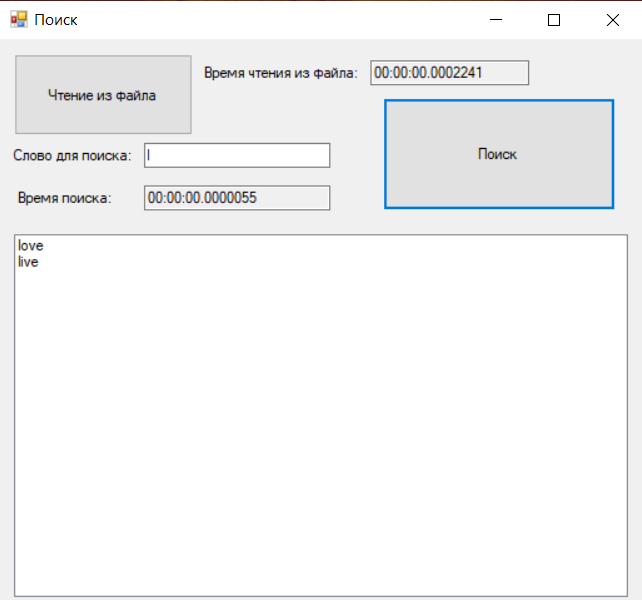 Поиск
Чтение из файла
Время чтения из файла: 00:00:00.0002241
Слово для поиска: l
Поиск
Время поиска: 00:00:00.0000055
love
live